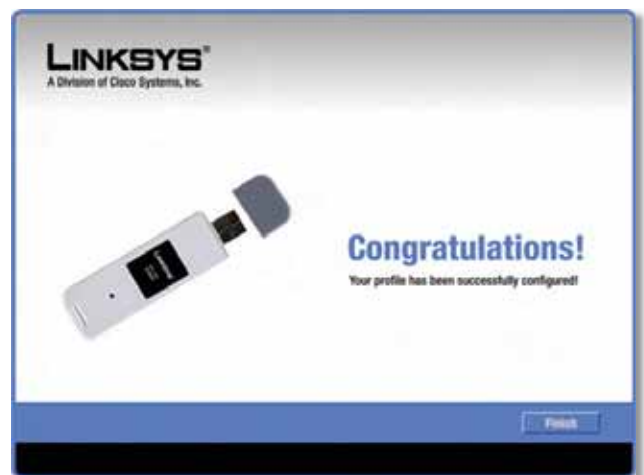 LINKSYS®
A Division of Cisco Systems, Inc.
Congratulations!
Your profile has been successfully configured!
Finish